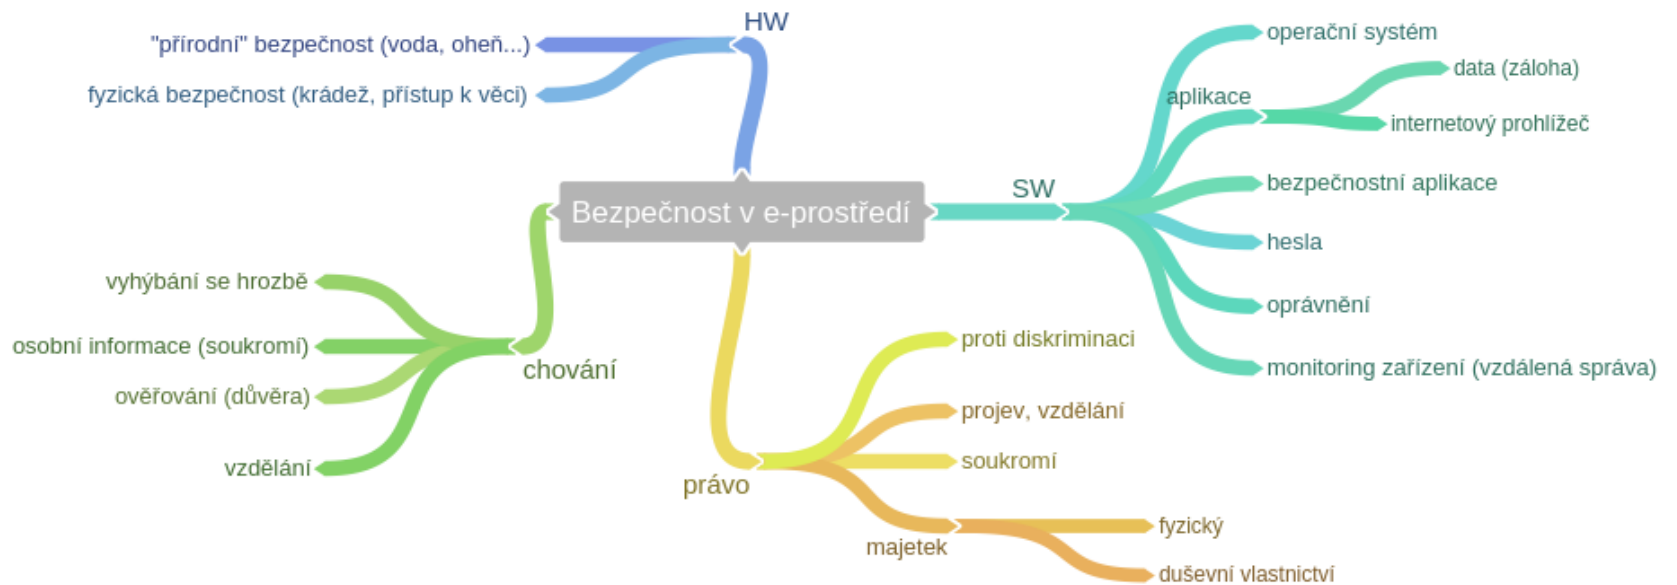 HW
"přírodní" bezpečnost (voda, oheň...)
fyzická bezpečnost (krádež, přístup k věci)
operační systém
data (záloha)
aplikace
internetový prohlížeč
bezpečnostní aplikace
SW
Bezpečnost v e-prostředí
hesla
oprávnění
monitoring zařízení (vzdálená správa)
vyhýbání se hrozbě
osobní informace (soukromí)
chování
ověřování (důvěra)
vzdělání
proti diskriminaci
projev, vzdělání
soukromí
právo
majetek
fyzický
duševní vlastnictví